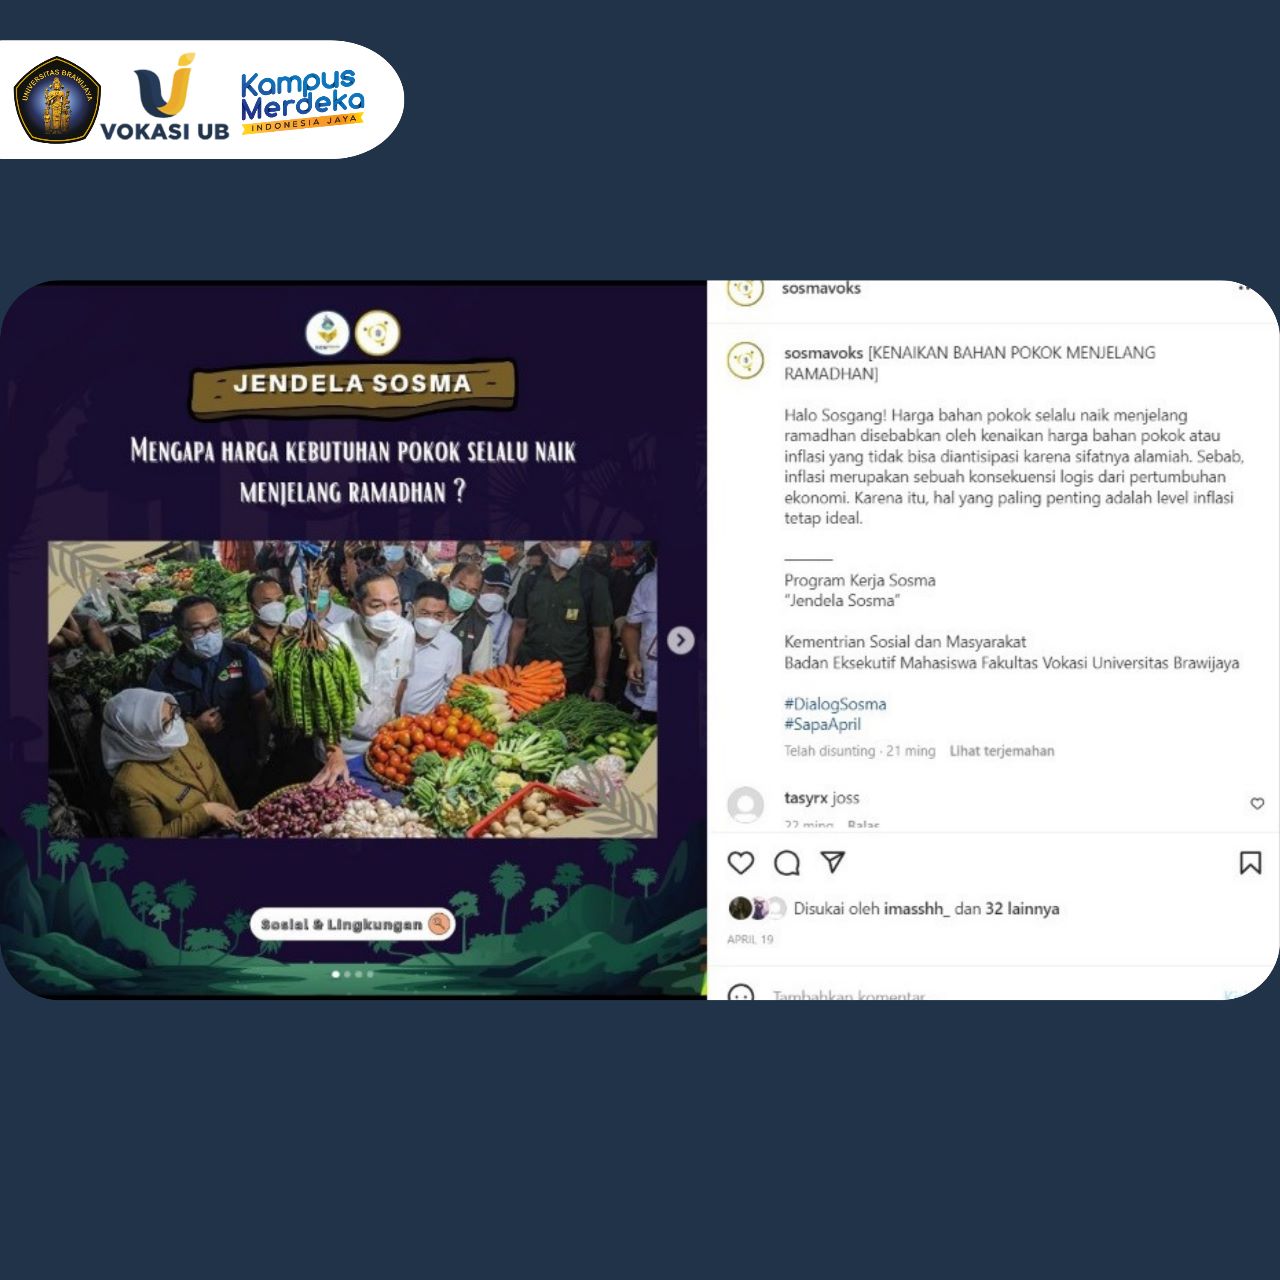 UNIVERSITAS BRAWIJAYA
VOKASI UB
Kampus
Merdeka
INDONESIA JAYA
JENDELA SOSMA
MENGAPA HARGA KEBUTUHAN POKOK SELALU NAIK
MENJELANG RAMADHAN ?
Sosial & Lingkungan
sosmavoks
sosmavoks [KENAIKAN BAHAN POKOK MENJELANG
RAMADHAN]
Halo Sosgang! Harga bahan pokok selalu naik menjelang
ramadhan disebabkan oleh kenaikan harga bahan pokok atau
inflasi yang tidak bisa diantisipasi karena sifatnya alamiah. Sebab,
inflasi merupakan sebuah konsekuensi logis dari pertumbuhan
ekonomi. Karena itu, hal yang paling penting adalah level inflasi
tetap ideal.
Program Kerja Sosma
"Jendela Sosma"
Kementrian Sosial dan Masyarakat
Badan Eksekutif Mahasiswa Fakultas Vokasi Universitas Brawijaya
#DialogSosma
#SapaApril
Telah disunting · 21 ming Lihat terjemahan
tasyrx joss
22 ming Balas
Disukai oleh imasshh_ dan 32 lainnya
APRIL 19
Tambahkan komentar